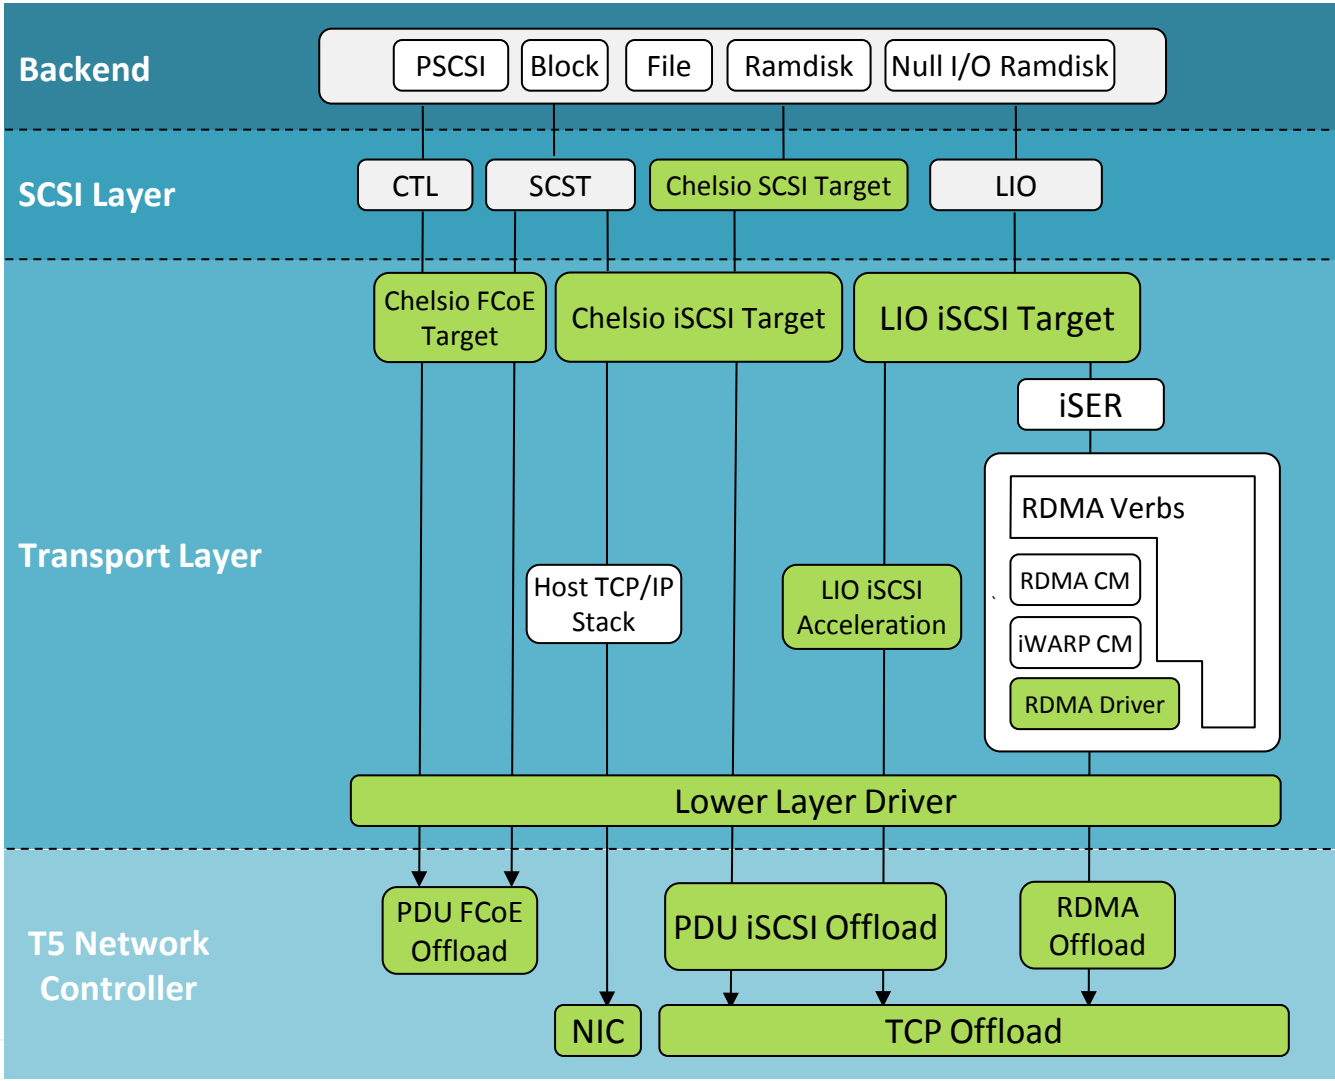 Backend
PSCSI
Block
File
Ramdisk
Null I/O Ramdisk
SCSI Layer
CTL
SCST
Chelsio SCSI Target
LIO
Transport Layer
Chelsio FCoE
Target
Chelsio iSCSI Target
LIO iSCSI Target
iSER
RDMA Verbs
RDMA CM
iWARP CM
RDMA Driver
Host TCP/IP
Stack
LIO iSCSI
Acceleration
Lower Layer Driver
T5 Network
Controller
PDU FCoE
Offload
PDU iSCSI Offload
RDMA
Offload
NIC
TCP Offload